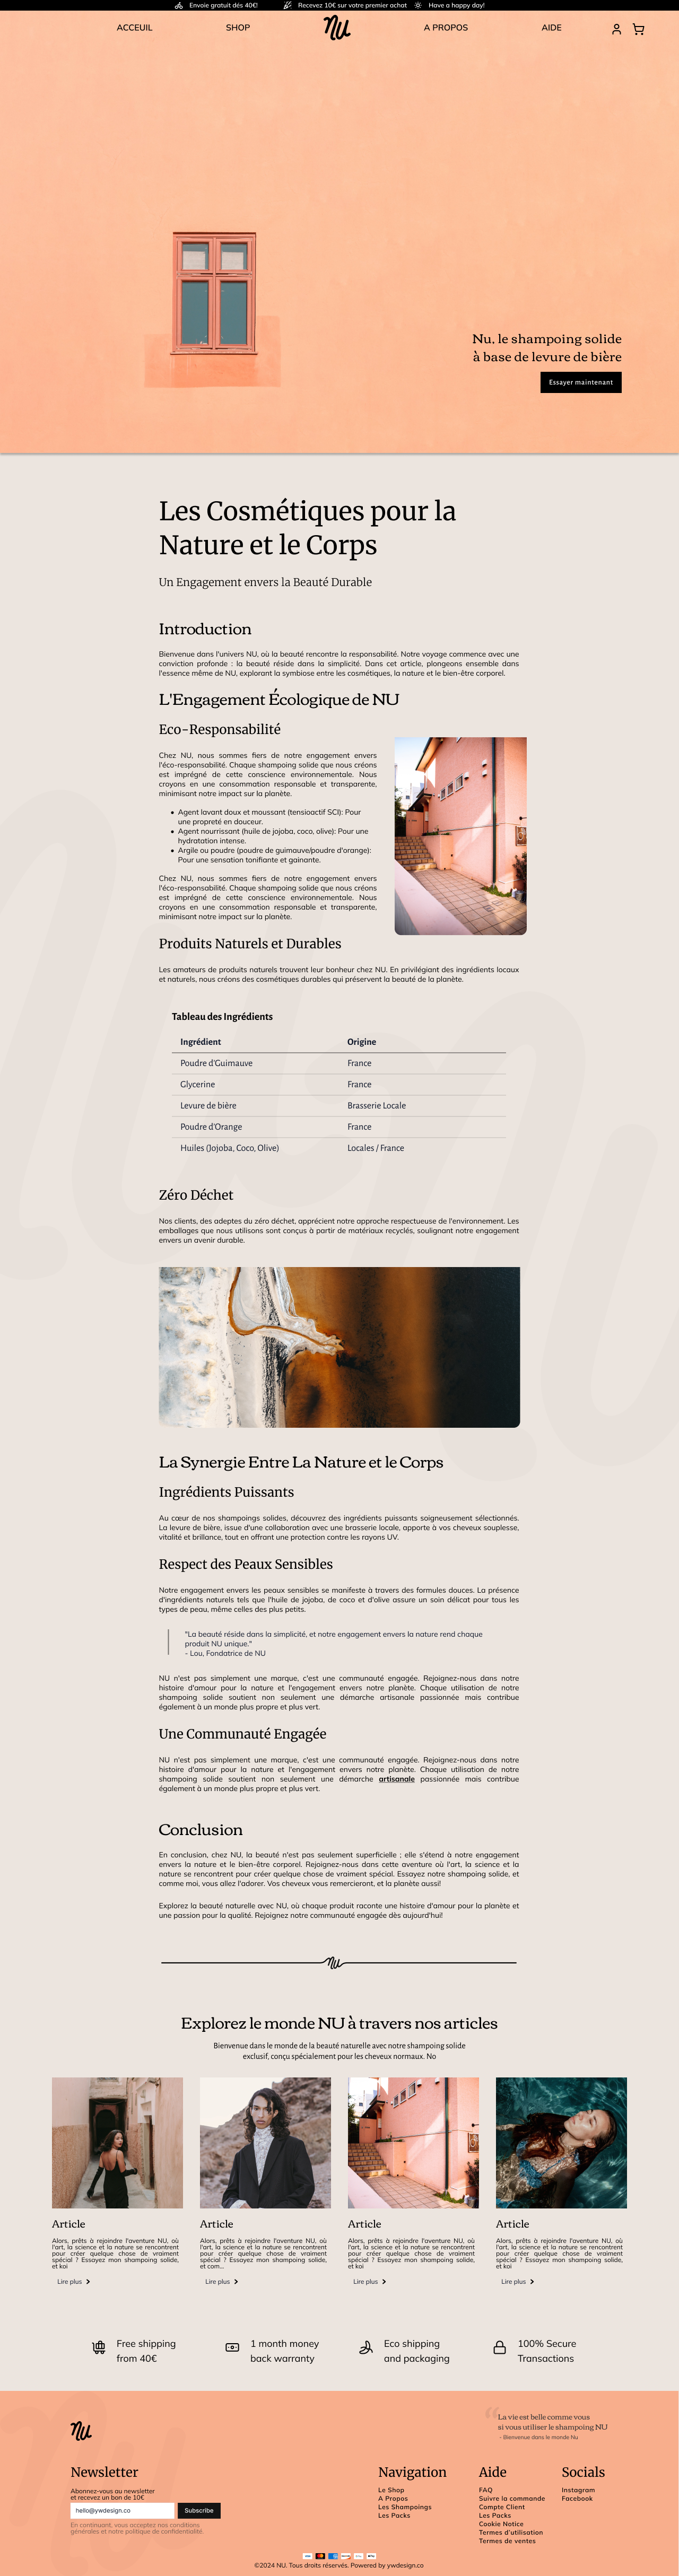 Envoie gratuit dés 40€! Recevez 10€ sur votre premier achat Have a happy day!
ACCEUIL SHOP nu A PROPOS AIDE
Nu, le shampoing solide
à base de levure de bière
Essayer maintenant
Les Cosmétiques pour la
Nature et le Corps
Un Engagement envers la Beauté Durable
Introduction
Bienvenue dans l'univers NU, où la beauté rencontre la responsabilité. Notre voyage commence avec une
conviction profonde : la beauté réside dans la simplicité. Dans cet article, plongeons ensemble dans
l'essence même de NU, explorant la symbiose entre les cosmétiques, la nature et le bien-être corporel.
L'Engagement Écologique de NU
Eco-Responsabilité
Chez NU, nous sommes fiers de notre engagement envers
l'éco-responsabilité. Chaque shampoing solide que nous créons
est imprégné de cette conscience environnementale. Nous
croyons en une consommation responsable et transparente,
minimisant notre impact sur la planète.
• Agent lavant doux et moussant (tensioactif SCI): Pour
une propreté en douceur.
• Agent nourrissant (huile de jojoba, coco, olive): Pour une
hydratation intense.
• Argile ou poudre (poudre de guimauve/poudre d'orange):
Pour une sensation tonifiante et gainante.
Chez NU, nous sommes fiers de notre engagement envers
l'éco-responsabilité. Chaque shampoing solide que nous créons
est imprégné de cette conscience environnementale. Nous
croyons en une consommation responsable et transparente,
minimisant notre impact sur la planète.
Produits Naturels et Durables
Les amateurs de produits naturels trouvent leur bonheur chez NU. En privilégiant des ingrédients locaux
et naturels, nous créons des cosmétiques durables qui préservent la beauté de la planète.
Tableau des Ingrédients
Ingrédient Origine
Poudre d'Guimauve France
Glycerine France
Levure de bière Brasserie Locale
Poudre d'Orange France
Huiles (Jojoba, Coco, Olive) Locales / France
Zéro Déchet
Nos clients, des adeptes du zéro déchet, apprécient notre approche respectueuse de l'environnement. Les
emballages que nous utilisons sont conçus à partir de matériaux recyclés, soulignant notre engagement
envers un avenir durable.
La Synergie Entre La Nature et le Corps
Ingrédients Puissants
Au cœur de nos shampoings solides, découvrez des ingrédients puissants soigneusement sélectionnés.
La levure de bière, issue d'une collaboration avec une brasserie locale, apporte à vos cheveux souplesse,
vitalité et brillance, tout en offrant une protection contre les rayons UV.
Respect des Peaux Sensibles
Notre engagement envers les peaux sensibles se manifeste à travers des formules douces. La présence
d'ingrédients naturels tels que l'huile de jojoba, de coco et d'olive assure un soin délicat pour tous les
types de peau, même celles des plus petits.
"La beauté réside dans la simplicité, et notre engagement envers la nature rend chaque
produit NU unique."
- Lou, Fondatrice de NU
NU n'est pas simplement une marque, c'est une communauté engagée. Rejoignez-nous dans notre
histoire d'amour pour la nature et l'engagement envers notre planète. Chaque utilisation de notre
shampoing solide soutient non seulement une démarche artisanale passionnée mais contribue
également à un monde plus propre et plus vert.
Une Communauté Engagée
NU n'est pas simplement une marque, c'est une communauté engagée. Rejoignez-nous dans notre
histoire d'amour pour la nature et l'engagement envers notre planète. Chaque utilisation de notre
shampoing solide soutient non seulement une démarche artisanale passionnée mais contribue
également à un monde plus propre et plus vert.
Conclusion
En conclusion, chez NU, la beauté n'est pas seulement superficielle ; elle s'étend à notre engagement
envers la nature et le bien-être corporel. Rejoignez-nous dans cette aventure où l'art, la science et la
nature se rencontrent pour créer quelque chose de vraiment spécial. Essayez notre shampoing solide, et
comme moi, vous allez l'adorer. Vos cheveux vous remercieront, et la planète aussi!
Explorez la beauté naturelle avec NU, où chaque produit raconte une histoire d'amour pour la planète et
une passion pour la qualité. Rejoignez notre communauté engagée dès aujourd'hui!
nu
Explorez le monde NU à travers nos articles
Bienvenue dans le monde de la beauté naturelle avec notre shampoing solide
exclusif, conçu spécialement pour les cheveux normaux. No
Article
Alors, prêts à rejoindre l'aventure NU, où
l'art, la science et la nature se rencontrent
pour créer quelque chose de vraiment
spécial ? Essayez mon shampoing solide,
et koi
Lire plus
Article
Alors, prêts à rejoindre l'aventure NU, où
l'art, la science et la nature se rencontrent
pour créer quelque chose de vraiment
spécial ? Essayez mon shampoing solide,
et com...
Lire plus
Article
Alors, prêts à rejoindre l'aventure NU, où
l'art, la science et la nature se rencontrent
pour créer quelque chose de vraiment
spécial ? Essayez mon shampoing solide,
et koi
Lire plus
Article
Alors, prêts à rejoindre l'aventure NU, où
l'art, la science et la nature se rencontrent
pour créer quelque chose de vraiment
spécial ? Essayez mon shampoing solide,
et koi
Lire plus
Free shipping
from 40€
1 month money
back warranty
Eco shipping
and packaging
100% Secure
Transactions
nu
“ La vie est belle comme vous
si vous utiliser le shampoing NU
- Bienvenue dans le monde Nu
Newsletter
Abonnez-vous au newsletter
et recevez un bon de 10€
hello@ywdesign.co Subscribe
En continuant, vous acceptez nos conditions
générales et notre politique de confidentialité.
Navigation
Le Shop
A Propos
Les Shampoings
Les Packs
Aide
FAQ
Suivre la commande
Compte Client
Les Packs
Cookie Notice
Termes d'utilisation
Termes de ventes
Socials
Instagram
Facebook
©2024 NU. Tous droits réservés. Powered by ywdesign.co